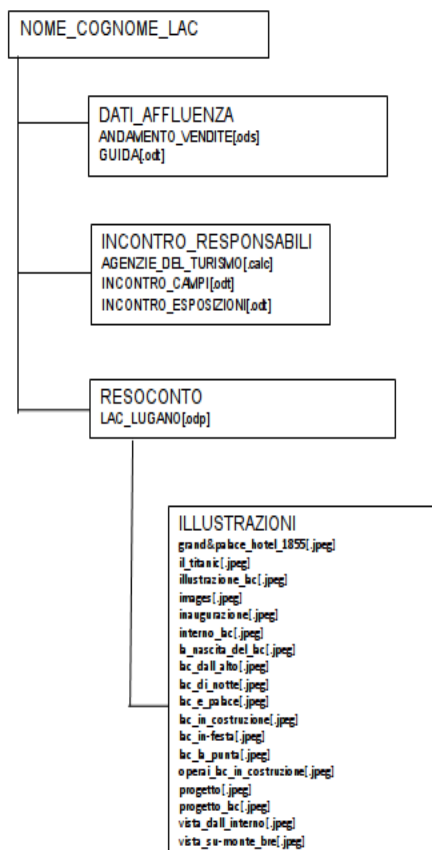 NOME_COGNOME_LAC
DATI_AFFLUENZA
ANDAMENTO_VENDITE[ods]
GUIDA[odt]
INCONTRO_RESPONSABILI
AGENZIE_DEL_TURISMO[.calc]
INCONTRO_CAMPI[.odt]
INCONTRO_ESPOSIZIONI[.odt]
RESOCONTO
LAC_LUGANO[odp]
ILLUSTRAZIONI
grand&palace_hotel_1855[.jpeg]
il_titanic[.jpeg]
illustrazione_lac[.jpeg]
images[.jpeg]
inaugurazione[.jpeg]
interno_lac[.jpeg]
la_nascita_del_lac[.jpeg]
lac_dall_alto[.jpeg]
lac_di_notte[.jpeg]
lac_e_palace[.jpeg]
lac_in_costruzione[.jpeg]
lac_in-festa[.jpeg]
lac_la_punta[.jpeg]
operai_lac_in_costruzione[.jpeg]
progetto[.jpeg]
progetto_lac[.jpeg]
vista_dall_interno[.jpeg]
vista_su-monte_bre[.jpeg]